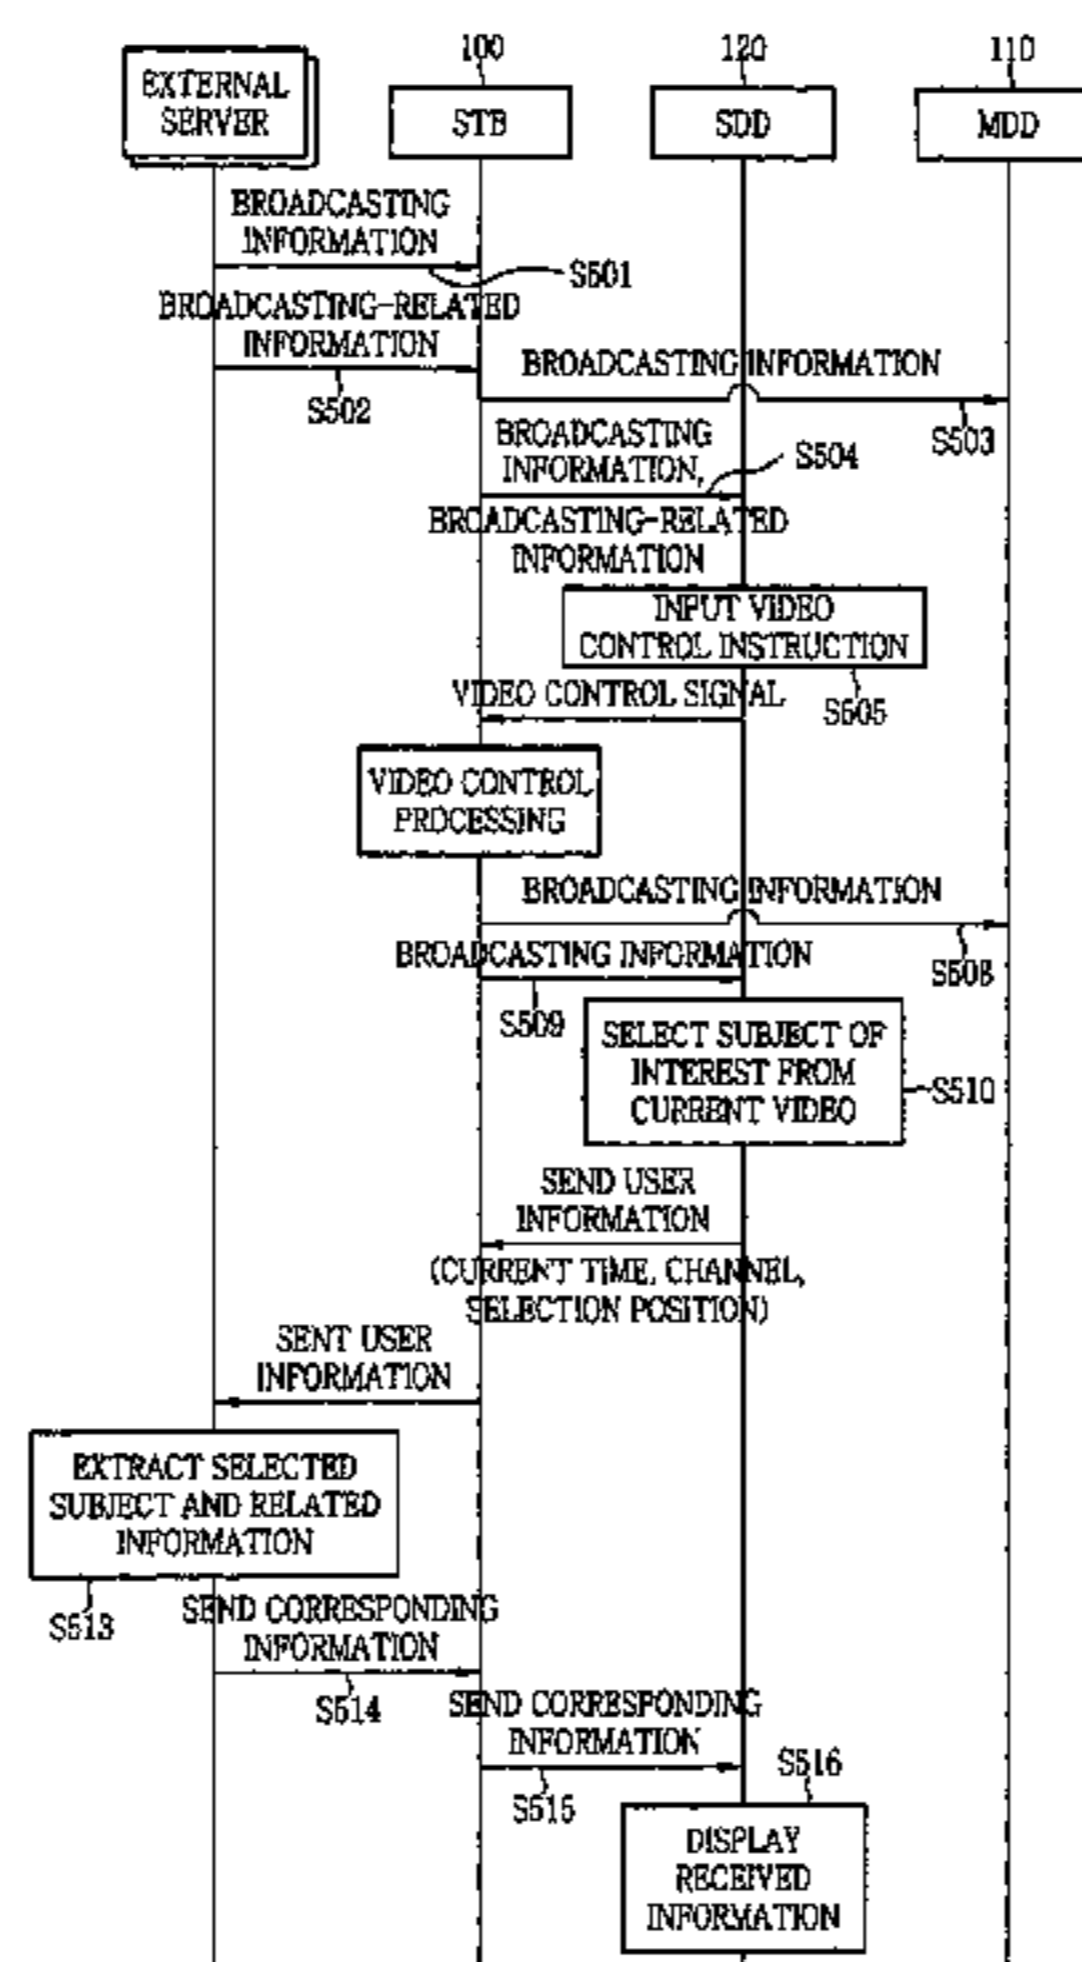 100
120
110
EXTERNAL
SERVER
STB
SDD
MDD
BROADCASTING
INFORMATION
S501
BROADCASTING-RELATED
INFORMATION
S502
BROADCASTING INFORMATION
S503
BROADCASTING
INFORMATION,
S504
BROADCASTING-RELATED
INFORMATION
INPUT VIDEO
CONTROL INSTRUCTION
S505
VIDEO CONTROL SIGNAL
VIDEO CONTROL
PROCESSING
BROADCASTING INFORMATION
S508
BROADCASTING INFORMATION
S509
SELECT SUBJECT OF
INTEREST FROM
CURRENT VIDEO
S510
SEND USER
INFORMATION
(CURRENT TIME, CHANNEL,
SELECTION POSITION)
SENT USER
INFORMATION
EXTRACT SELECTED
SUBJECT AND RELATED
INFORMATION
S513
SEND CORRESPONDING
INFORMATION
S514
SEND CORRESPONDING
INFORMATION
S515
S516
DISPLAY
RECEIVED
INFORMATION